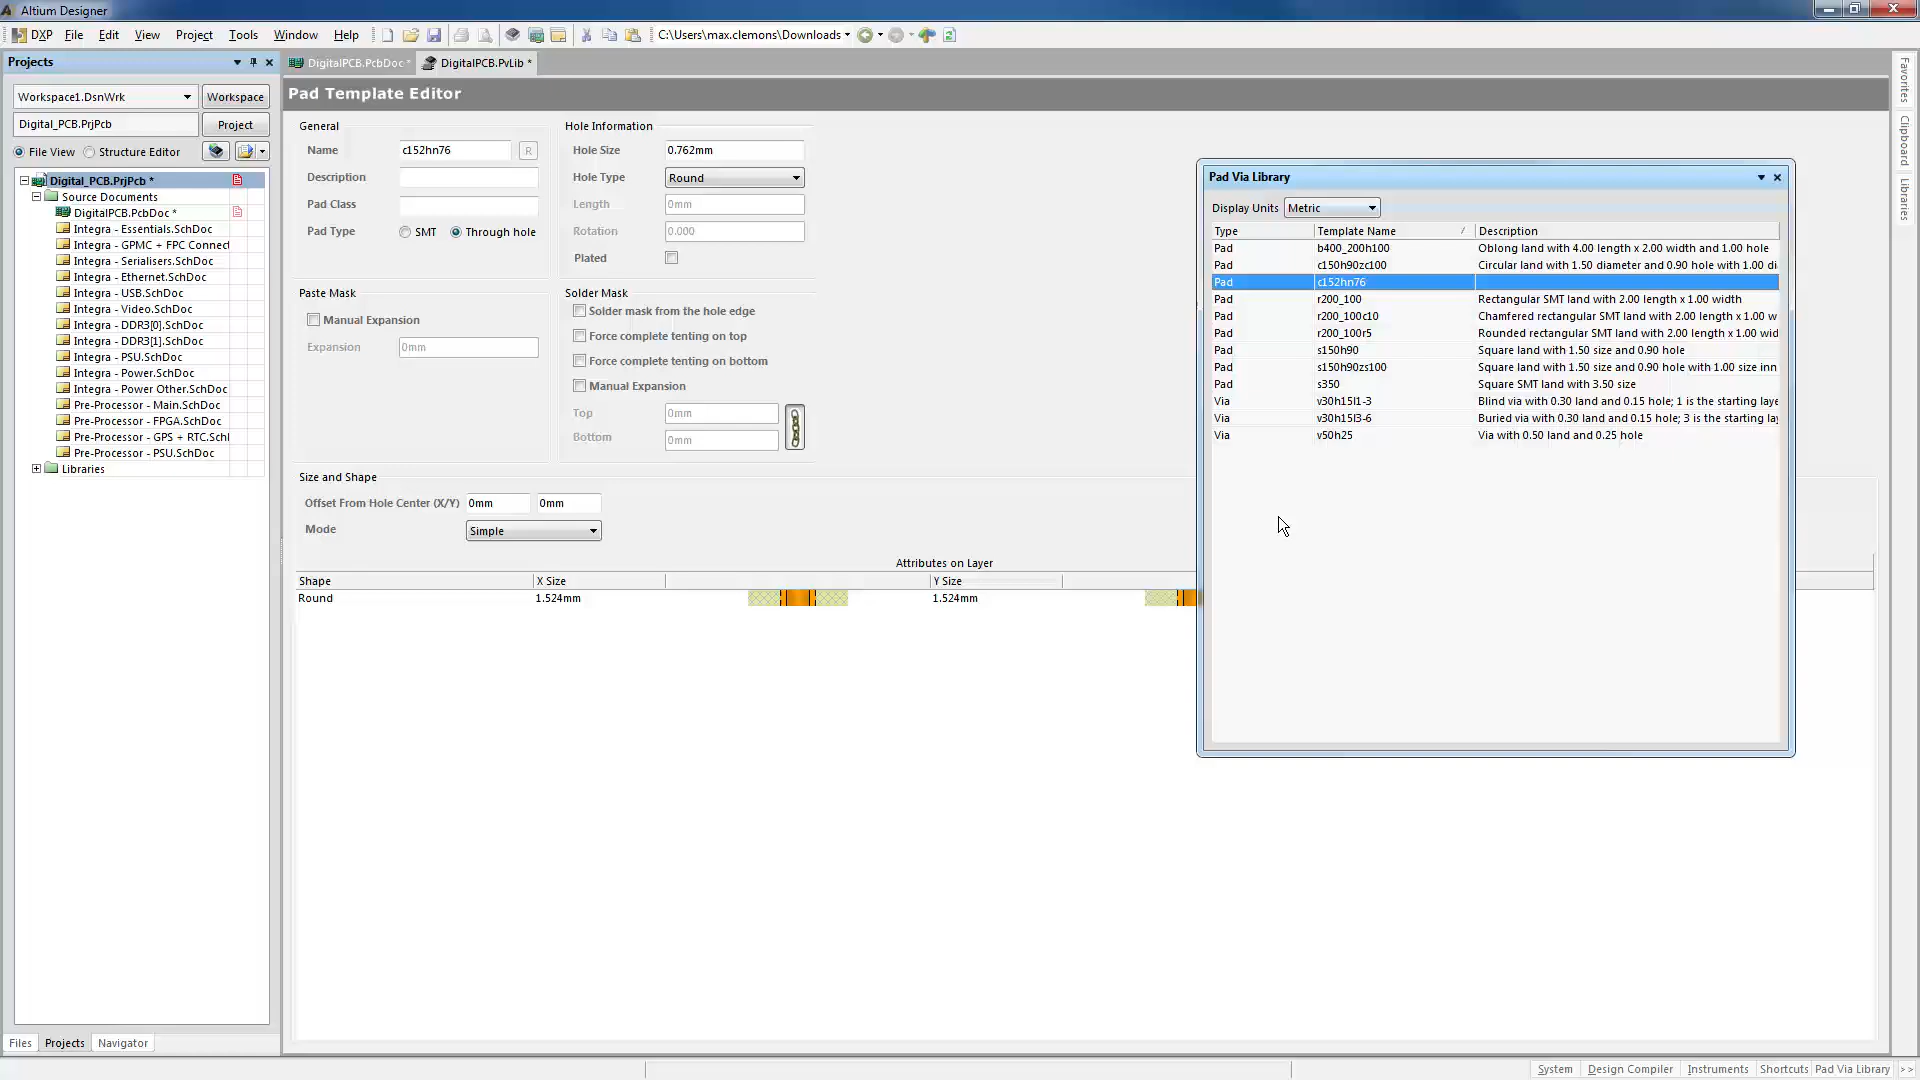 Altium Designer
DXP File Edit View Project Tools Window Help C:\Users\max.clemons\Downloads
Projects
DigitalPCB.PcbDoc *
DigitalPCB.PvLib *
Workspace1.DsnWrk Workspace
Digital_PCB.PrjPcb Project
File View Structure Editor
Digital_PCB.PrjPcb *
Source Documents
DigitalPCB.PcbDoc *
Integra - Essentials.SchDoc
Integra - GPMC + FPC Connect
Integra - Serialisers.SchDoc
Integra - Ethernet.SchDoc
Integra - USB.SchDoc
Integra - Video.SchDoc
Integra - DDR3[0].SchDoc
Integra - DDR3[1].SchDoc
Integra - PSU.SchDoc
Integra - Power.SchDoc
Integra - Power Other.SchDoc
Pre-Processor - Main.SchDoc
Pre-Processor - FPGA.SchDoc
Pre-Processor - GPS + RTC.Schl
Pre-Processor - PSU.SchDoc
Libraries
Files Projects Navigator
Pad Template Editor
General
Name c152hn76 R
Description
Pad Class
Pad Type SMT Through hole
Hole Information
Hole Size 0.762mm
Hole Type Round
Length 0mm
Rotation 0.000
Plated
Paste Mask
Manual Expansion
Expansion 0mm
Solder Mask
Solder mask from the hole edge
Force complete tenting on top
Force complete tenting on bottom
Manual Expansion
Top 0mm
Bottom 0mm
Size and Shape
Offset From Hole Center (X/Y) 0mm 0mm
Mode Simple
Attributes on Layer
Shape X Size Y Size
Round 1.524mm 1.524mm
Pad Via Library
Display Units Metric
Type Template Name Description
Pad b400_200h100 Oblong land with 4.00 length x 2.00 width and 1.00 hole
Pad c150h90zc100 Circular land with 1.50 diameter and 0.90 hole with 1.00 di
Pad c152hn76
Pad r200_100 Rectangular SMT land with 2.00 length x 1.00 width
Pad r200_100c10 Chamfered rectangular SMT land with 2.00 length x 1.00 w
Pad r200_100r5 Rounded rectangular SMT land with 2.00 length x 1.00 wid
Pad s150h90 Square land with 1.50 size and 0.90 hole
Pad s150h90zs100 Square land with 1.50 size and 0.90 hole with 1.00 size inn
Pad s350 Square SMT land with 3.50 size
Via v30h15l1-3 Blind via with 0.30 land and 0.15 hole; 1 is the starting laye
Via v30h15l3-6 Buried via with 0.30 land and 0.15 hole; 3 is the starting lay
Via v50h25 Via with 0.50 land and 0.25 hole
Favorites
Clipboard
Libraries
System Design Compiler Instruments Shortcuts Pad Via Library >>